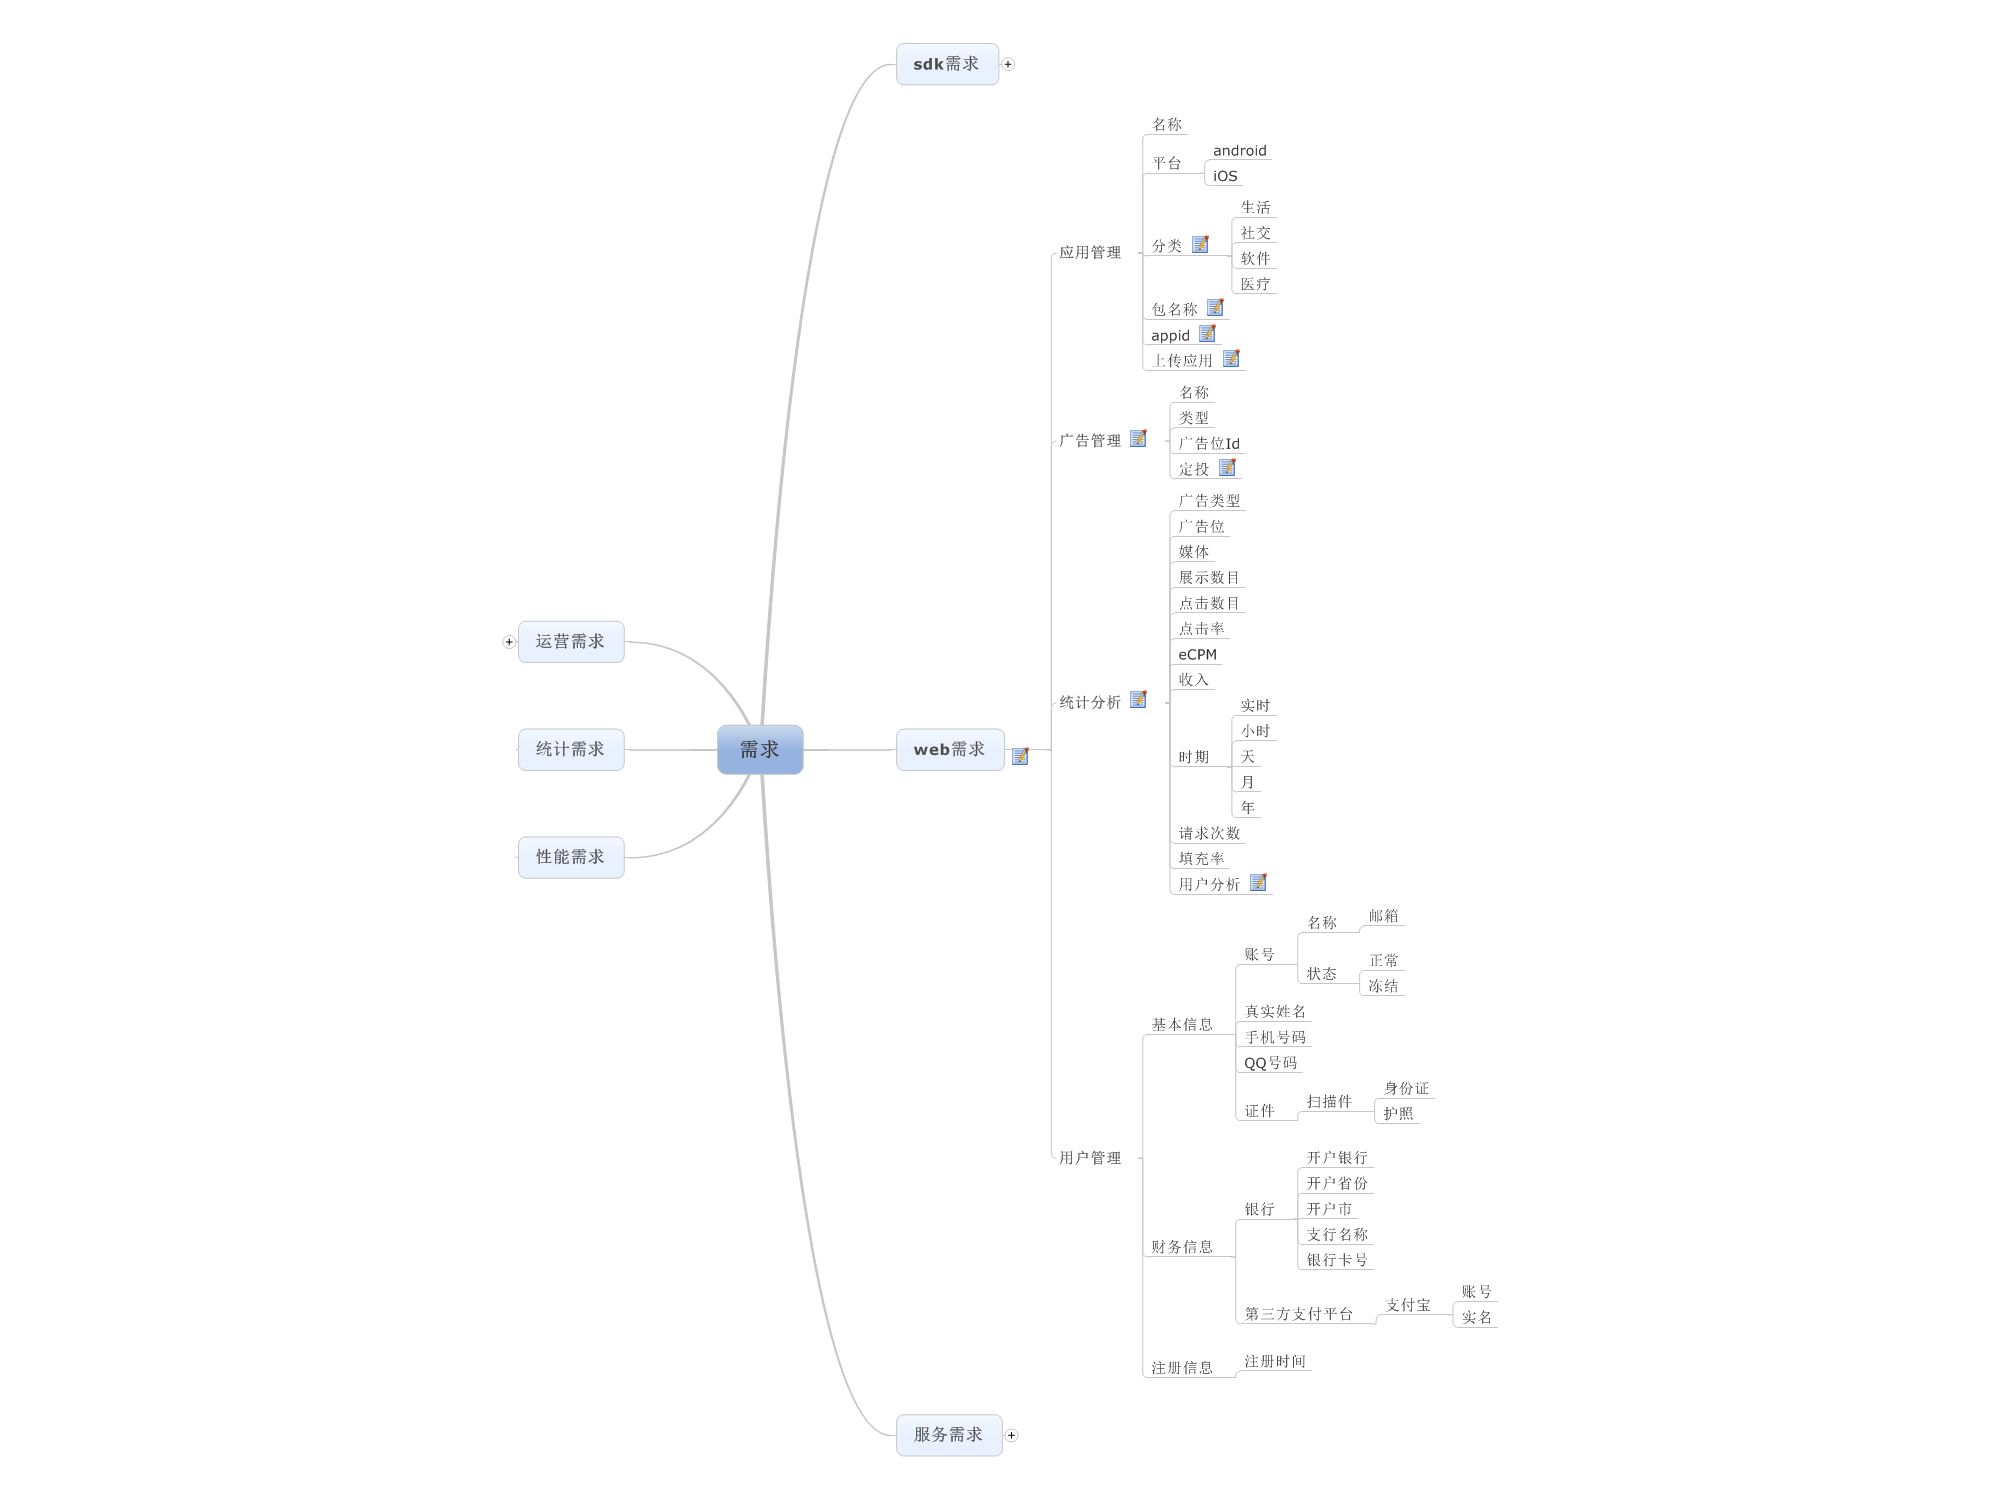 sdk需求
名称
平台
android
iOS
应用管理
分类
生活
社交
软件
医疗
包名称
appid
上传应用
广告管理
名称
类型
广告位Id
定投
统计分析
广告类型
广告位
媒体
展示数目
点击数目
点击率
eCPM
收入
时期
实时
小时
天
月
年
请求次数
填充率
用户分析
运营需求
统计需求
性能需求
需求
web需求
用户管理
基本信息
账号
名称
邮箱
状态
正常
冻结
真实姓名
手机号码
QQ号码
证件
扫描件
身份证
护照
财务信息
银行
开户银行
开户省份
开户市
支行名称
银行卡号
第三方支付平台
支付宝
账号
实名
注册信息
注册时间
服务需求